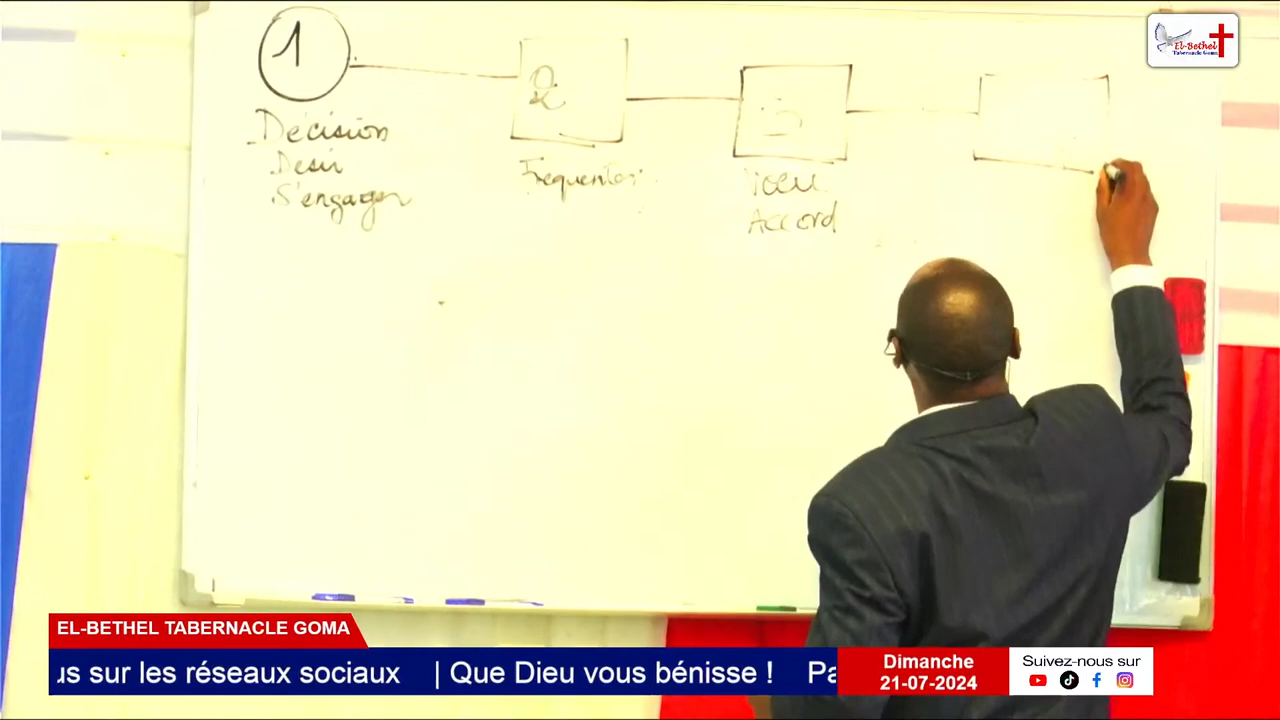 1
2
3
Décision
Desir
S'engager
Frequenter
Voeu
Accord
El-Bethel
Tabernacle Goma
EL-BETHEL TABERNACLE GOMA
us sur les réseaux sociaux | Que Dieu vous bénisse ! Pa
Dimanche
21-07-2024
Suivez-nous sur